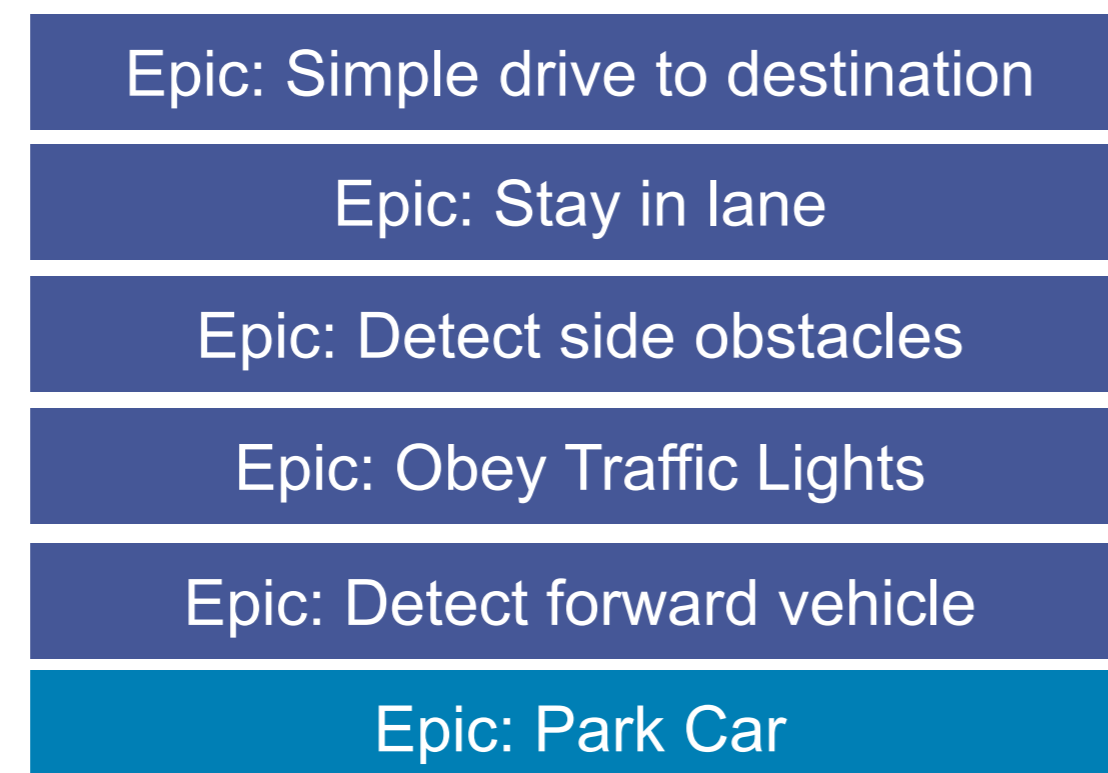 Epic: Simple drive to destination
Epic: Stay in lane
Epic: Detect side obstacles
Epic: Obey Traffic Lights
Epic: Detect forward vehicle
Epic: Park Car